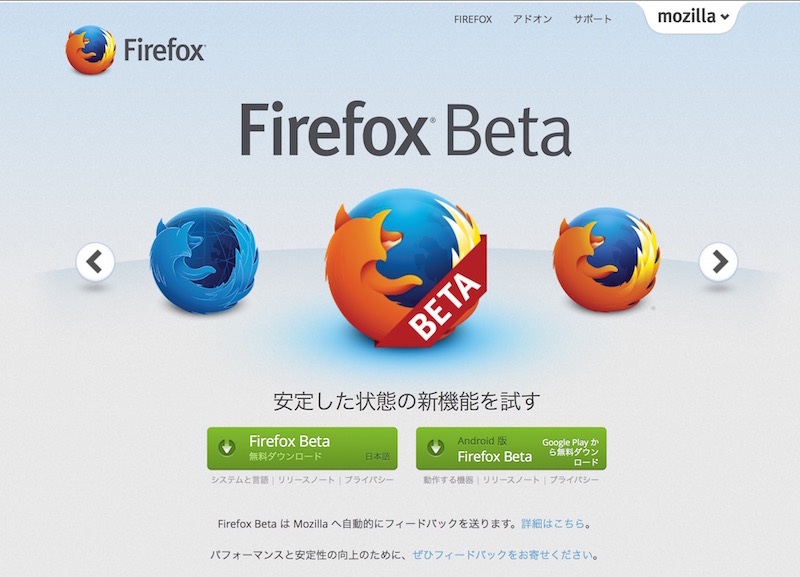 FIREFOX アドオン サポート mozilla
Firefox
Firefox Beta
BETA
安定した状態の新機能を試す
Firefox Beta
無料ダウンロード 日本語
Android 版
Firefox Beta
Google Play か
ら無料ダウン
ロード
システムと言語 | リリースノート | プライバシー
動作する機器 | リリースノート | プライバシー
Firefox Beta は Mozilla へ自動的にフィードバックを送ります。詳細はこちら。
パフォーマンスと安定性の向上のために、ぜひフィードバックをお寄せください。